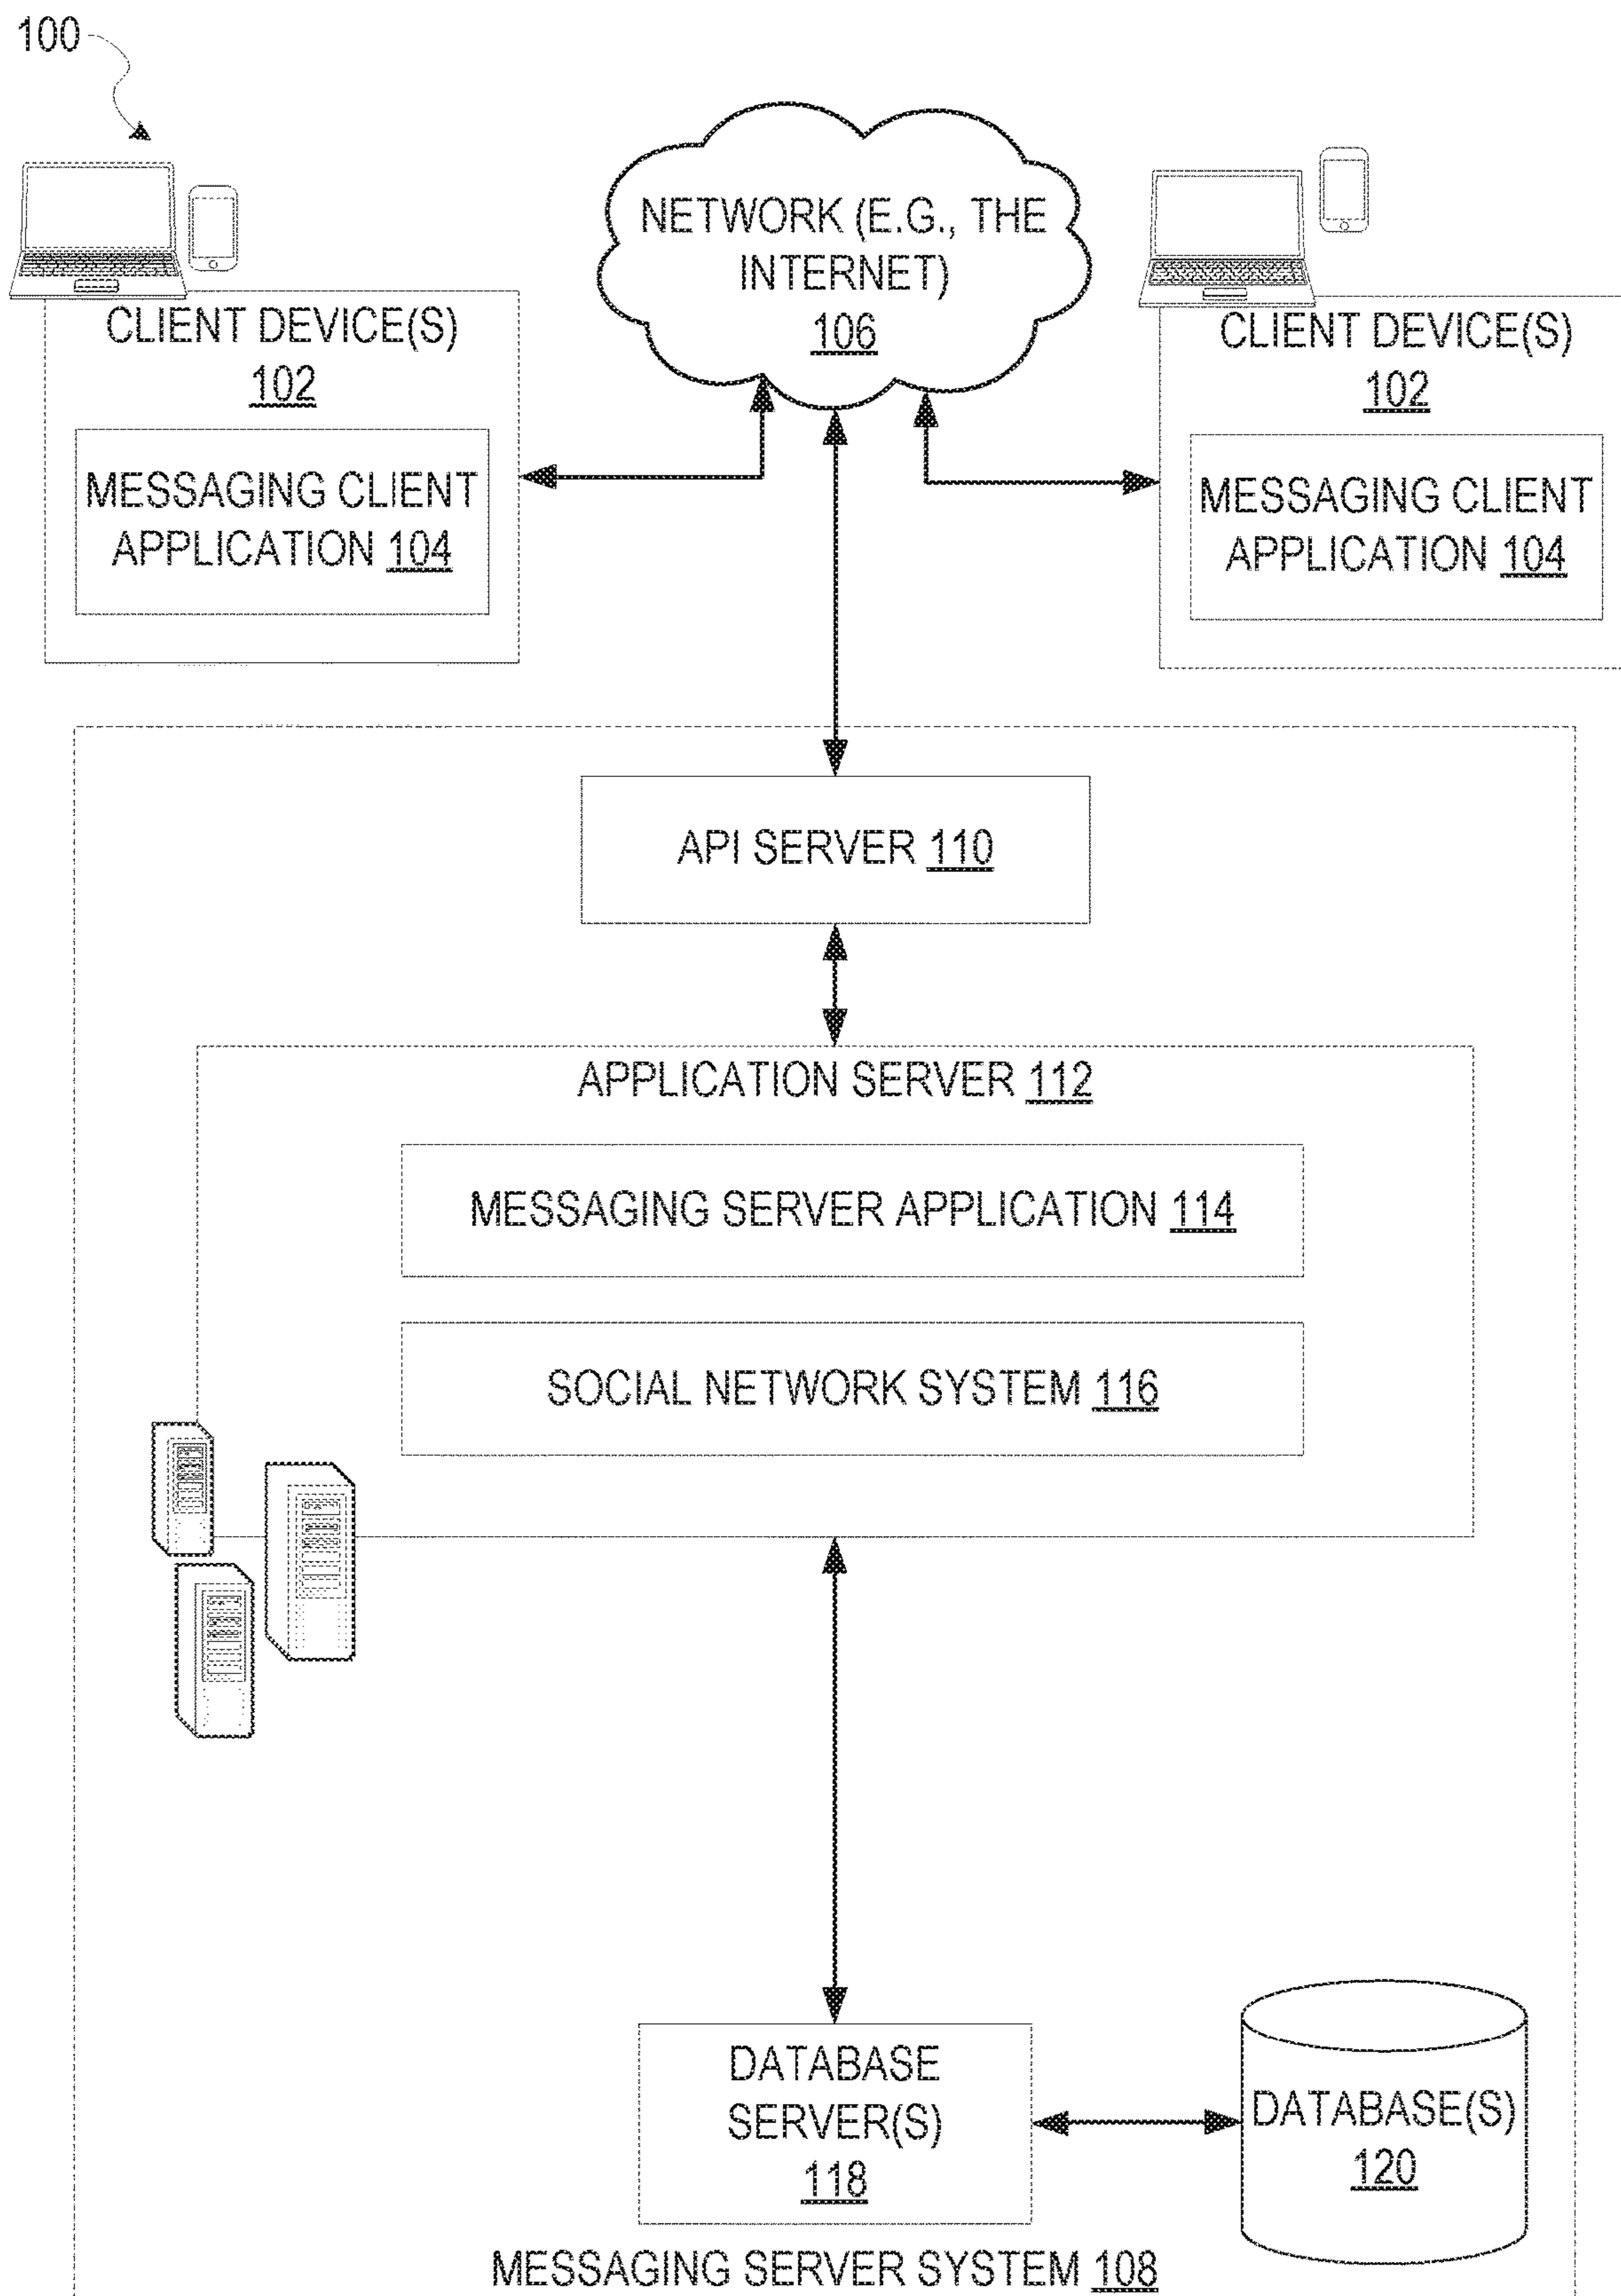 100
NETWORK (E.G., THE
INTERNET)
106
CLIENT DEVICE(S)
102
MESSAGING CLIENT
APPLICATION 104
CLIENT DEVICE(S)
102
MESSAGING CLIENT
APPLICATION 104
API SERVER 110
APPLICATION SERVER 112
MESSAGING SERVER APPLICATION 114
SOCIAL NETWORK SYSTEM 116
DATABASE
SERVER(S)
118
DATABASE(S)
120
MESSAGING SERVER SYSTEM 108